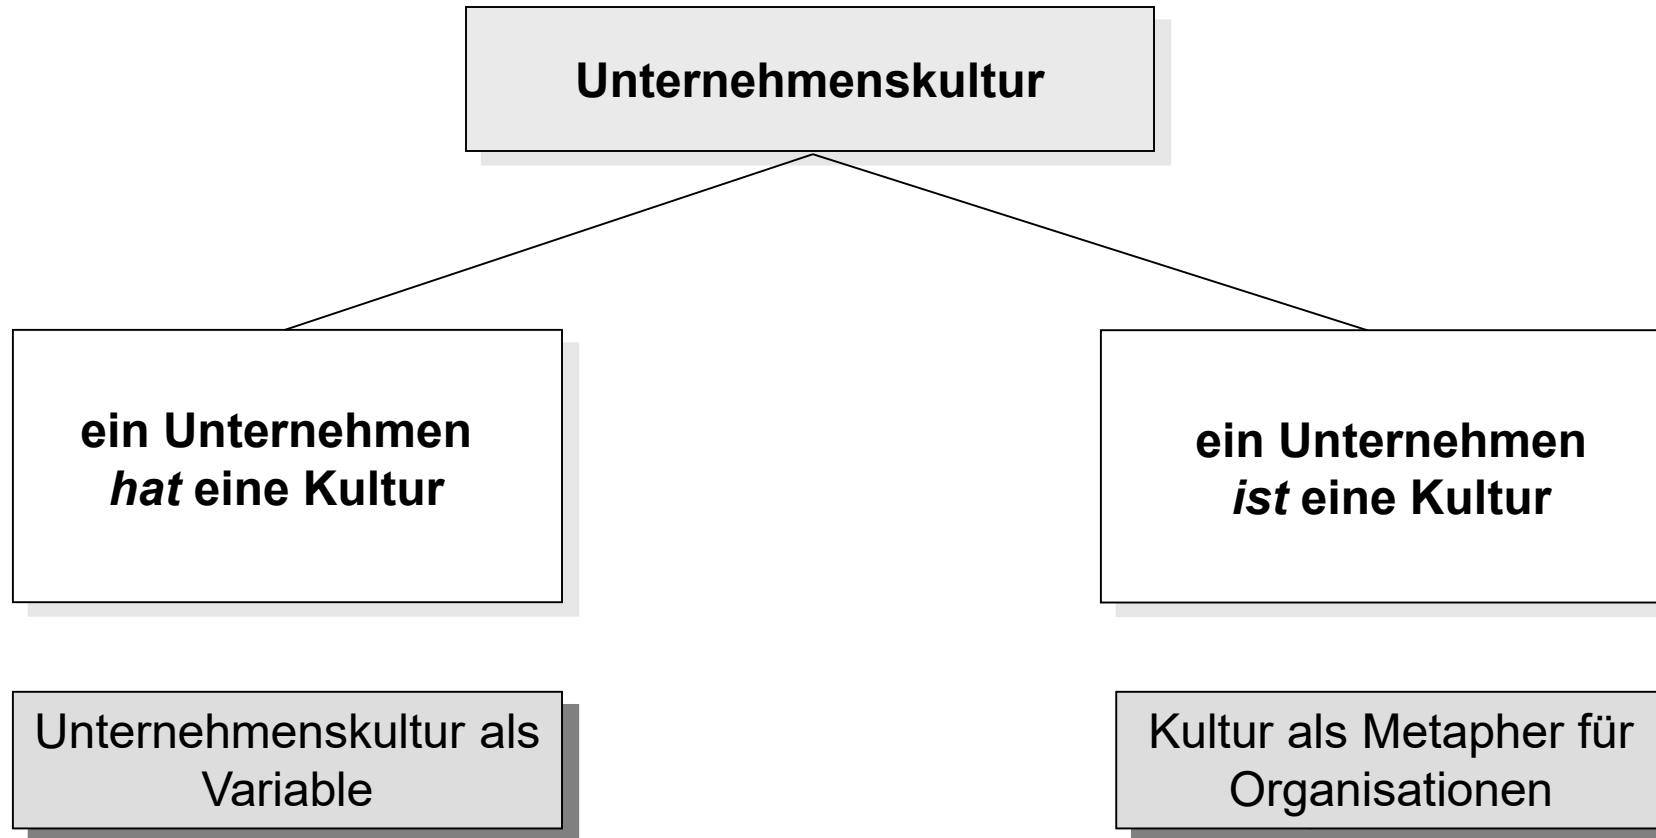 Unternehmenskultur
ein Unternehmen
hat eine Kultur
ein Unternehmen
ist eine Kultur
Unternehmenskultur als
Variable
Kultur als Metapher für
Organisationen